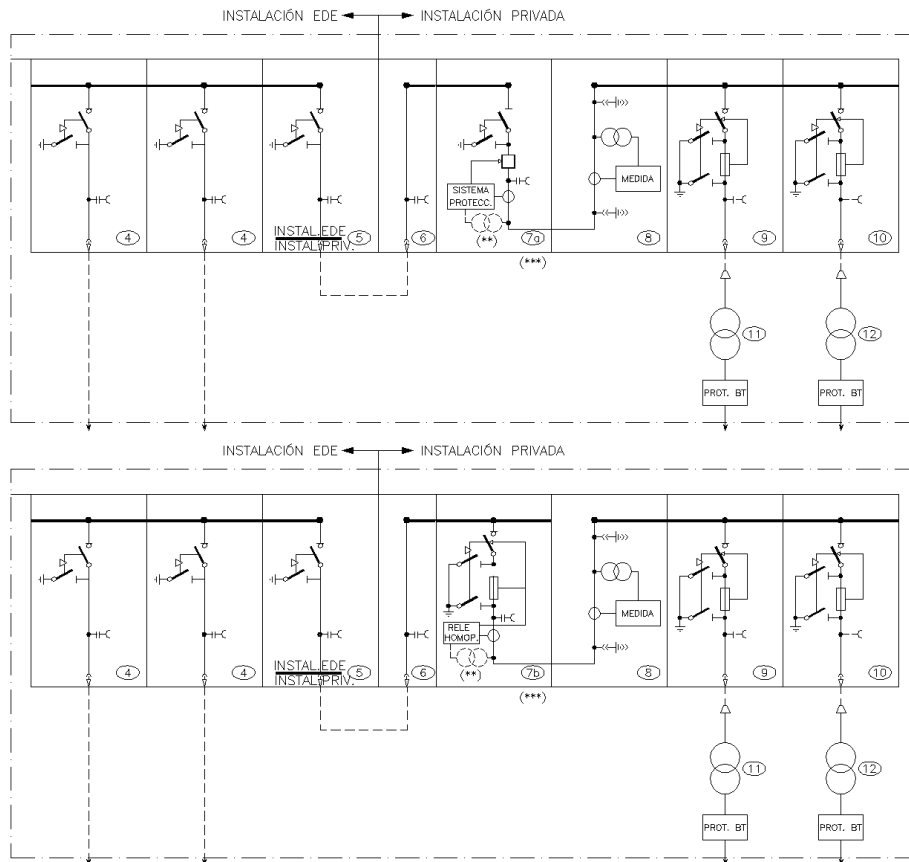 INSTALACIÓN EDE
INSTALACIÓN PRIVADA
SISTEMA
PROTECC.
MEDIDA
INSTAL.EDE
INSTAL.PRIV.
(**)
4
4
5
6
7a
8
9
10
(***)
11
12
PROT. BT
PROT. BT
INSTALACIÓN EDE
INSTALACIÓN PRIVADA
RELE
HOMOP.
MEDIDA
INSTAL.EDE
INSTAL.PRIV.
(**)
4
4
5
6
7b
8
9
10
(***)
11
12
PROT. BT
PROT. BT